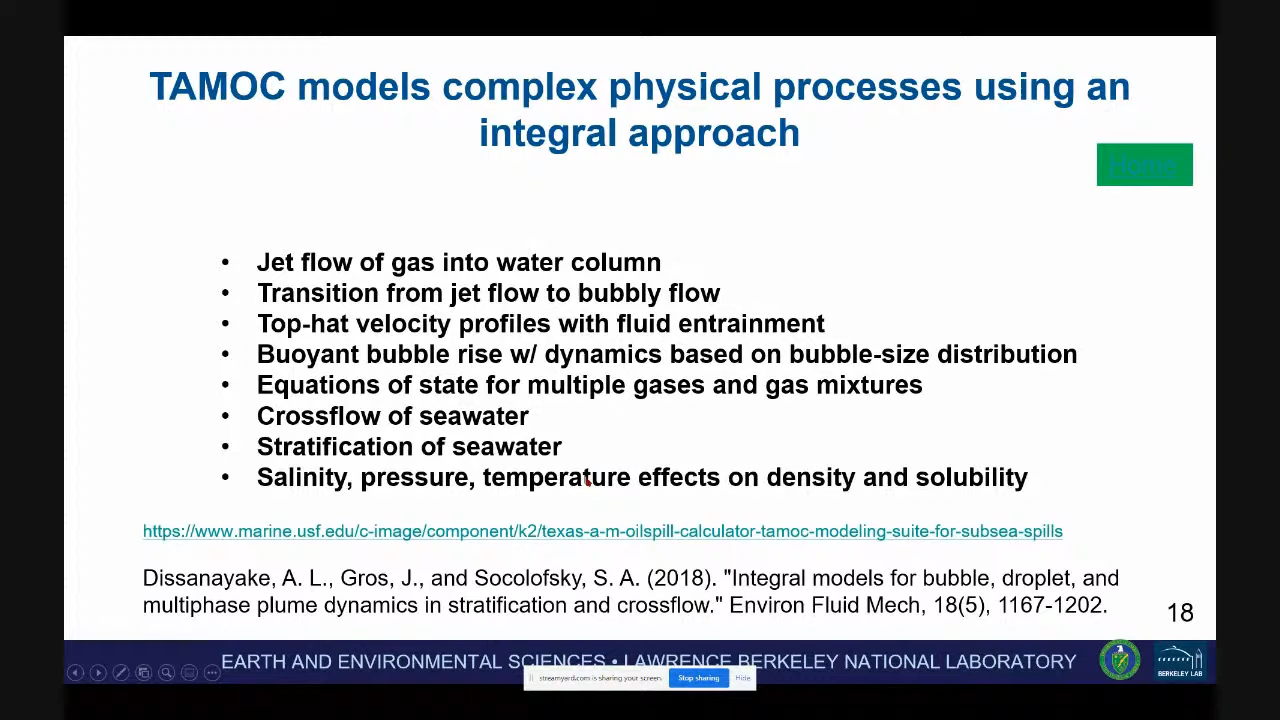 TAMOC models complex physical processes using an
integral approach
Home
• Jet flow of gas into water column
• Transition from jet flow to bubbly flow
• Top-hat velocity profiles with fluid entrainment
• Buoyant bubble rise w/ dynamics based on bubble-size distribution
• Equations of state for multiple gases and gas mixtures
• Crossflow of seawater
• Stratification of seawater
• Salinity, pressure, temperature effects on density and solubility
https://www.marine.usf.edu/c-image/component/k2/texas-a-m-oilspill-calculator-tamoc-modeling-suite-for-subsea-spills
Dissanayake, A. L., Gros, J., and Socolofsky, S. A. (2018). "Integral models for bubble, droplet, and
multiphase plume dynamics in stratification and crossflow." Environ Fluid Mech, 18(5), 1167-1202.
18
EARTH AND ENVIRONMENTAL SCIENCES • LAWRENCE BERKELEY NATIONAL LABORATORY
BERKELEY LAB
streamyard.com is sharing your screen.
Stop sharing
Hide